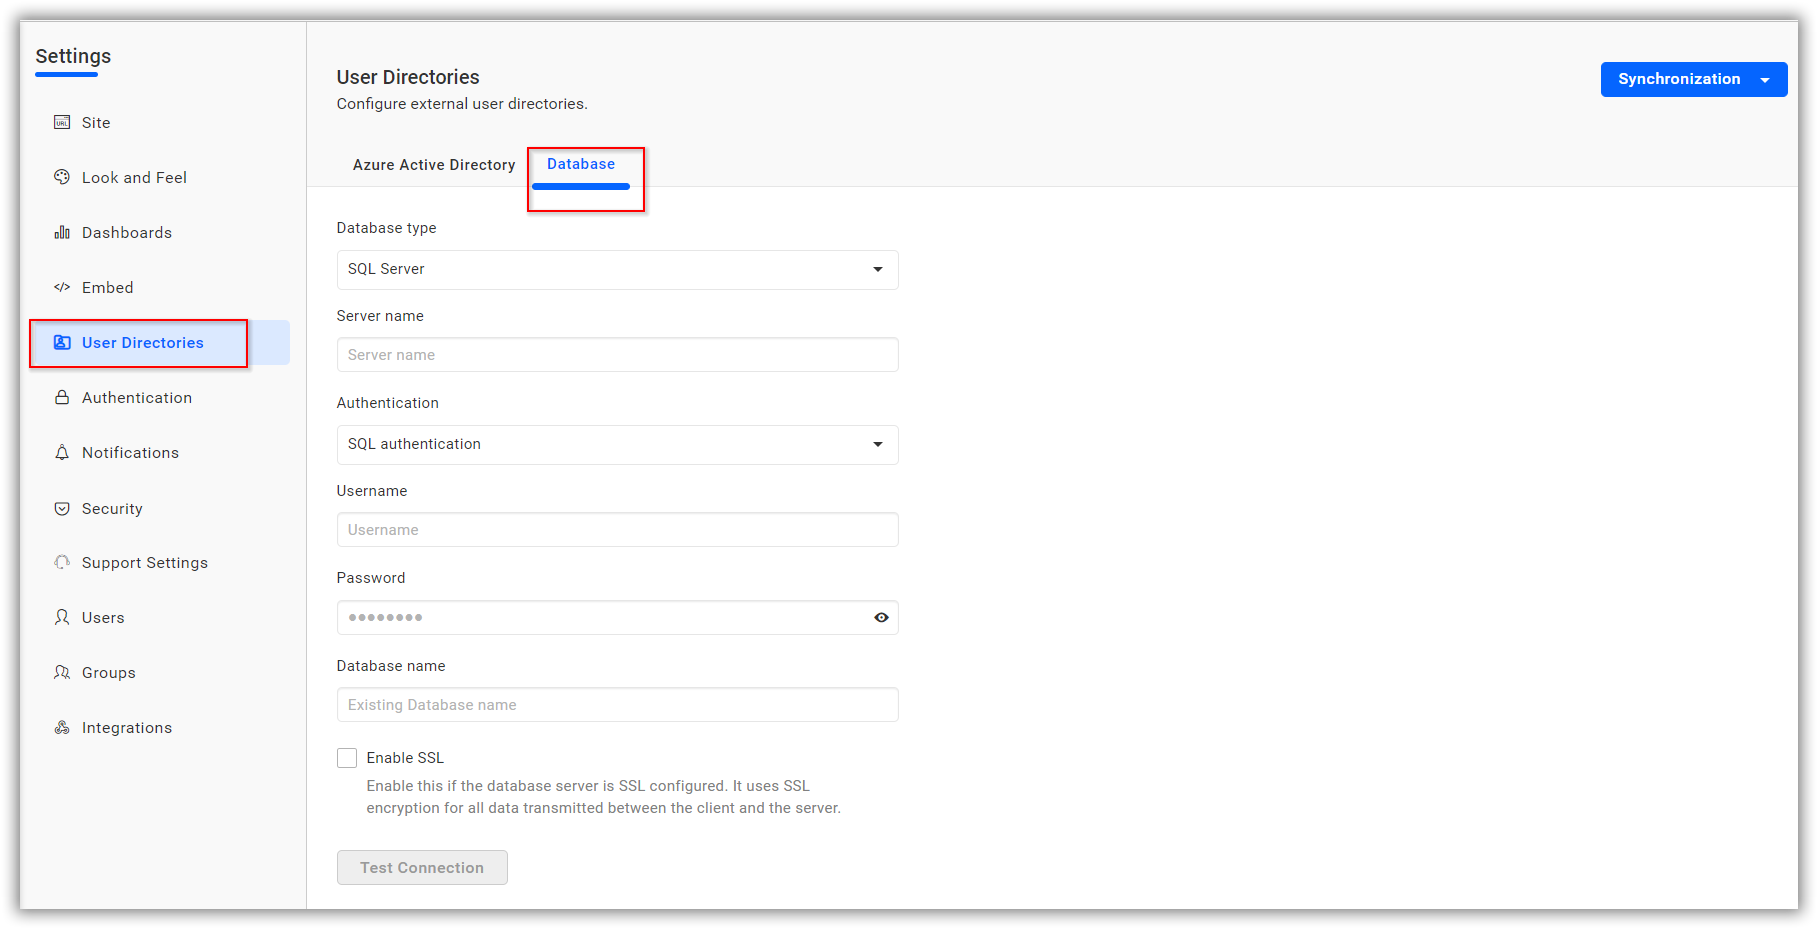 Settings
Site
Look and Feel
Dashboards
Embed
User Directories
Authentication
Notifications
Security
Support Settings
Users
Groups
Integrations
User Directories
Configure external user directories.
Synchronization
Azure Active Directory
Database
Database type
SQL Server
Server name
Server name
Authentication
SQL authentication
Username
Username
Password
Database name
Existing Database name
Enable SSL
Enable this if the database server is SSL configured. It uses SSL
encryption for all data transmitted between the client and the server.
Test Connection